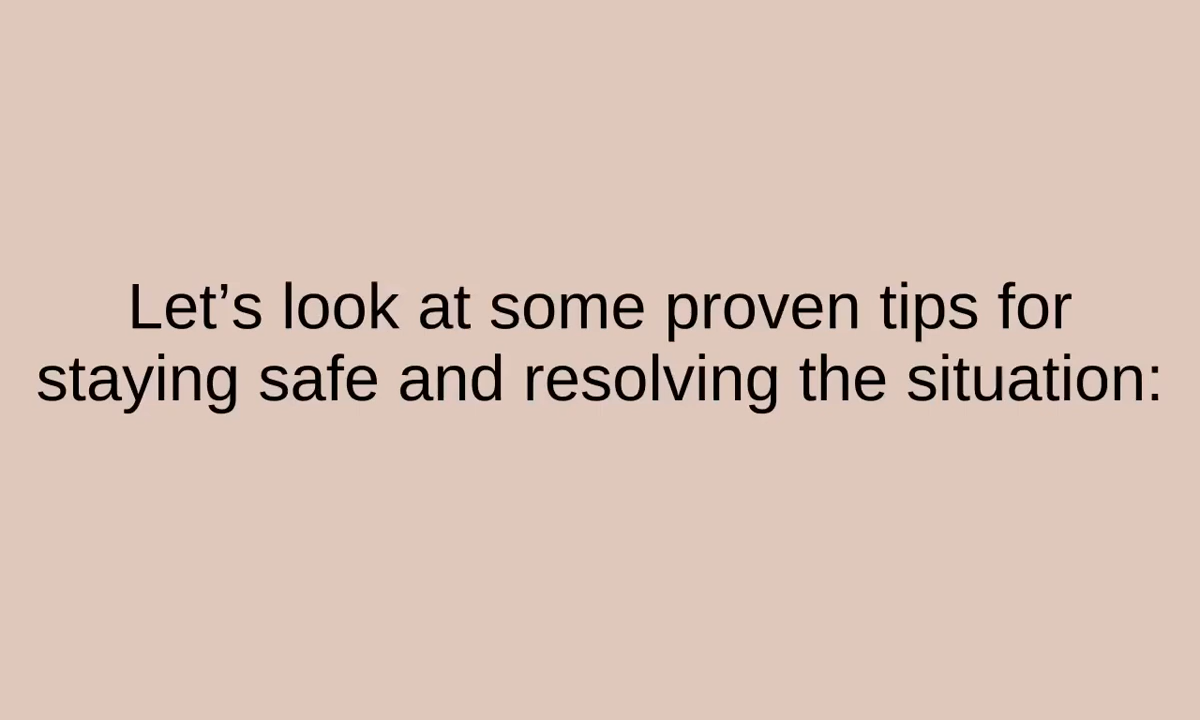 Let’s look at some proven tips for
staying safe and resolving the situation: